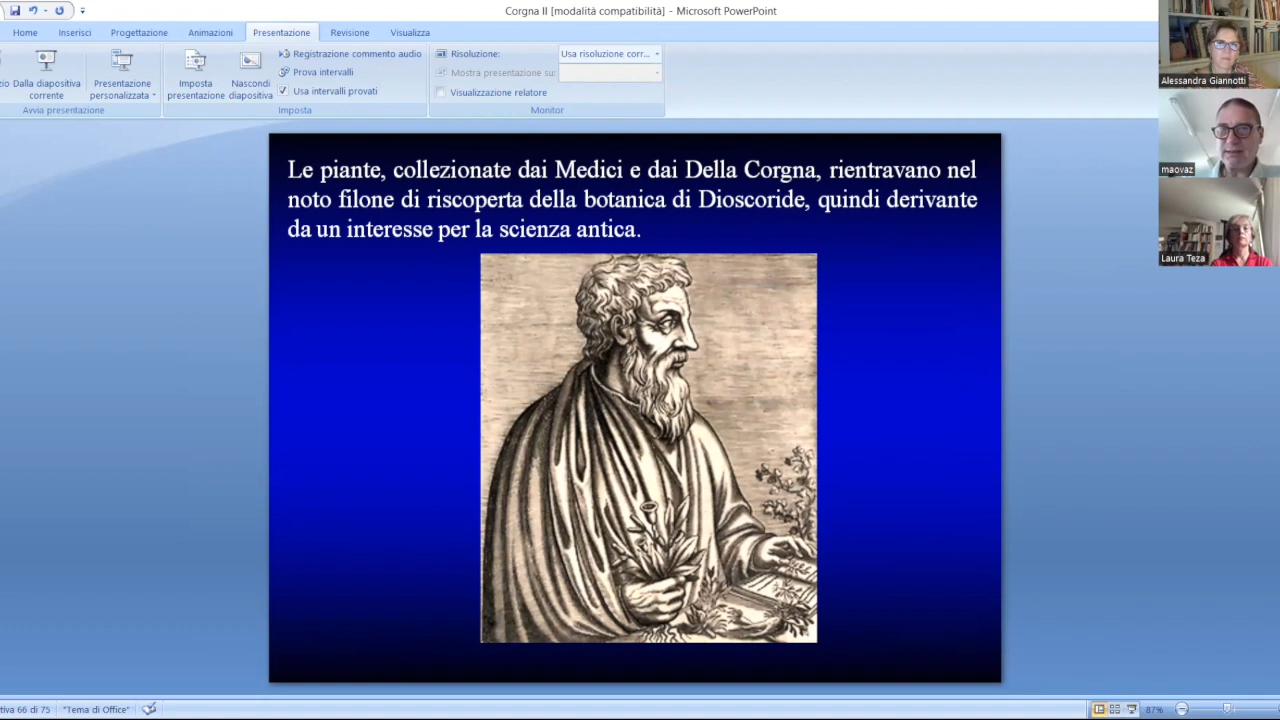 Corgna II [modalità compatibilità] - Microsoft PowerPoint
Home Inserisci Progettazione Animazioni Presentazione Revisione Visualizza
Dalla diapositiva corrente
Presentazione personalizzata
Avvia presentazione
Imposta presentazione
Nascondi diapositiva
Registrazione commento audio
Prova intervalli
Usa intervalli provati
Imposta
Risoluzione: Usa risoluzione corr...
Mostra presentazione su:
Visualizzazione relatore
Monitor
Alessandra Giannotti
maovaz
Laura Teza
Le piante, collezionate dai Medici e dai Della Corgna, rientravano nel
noto filone di riscoperta della botanica di Dioscoride, quindi derivante
da un interesse per la scienza antica.
tiva 66 di 75 "Tema di Office" 87%